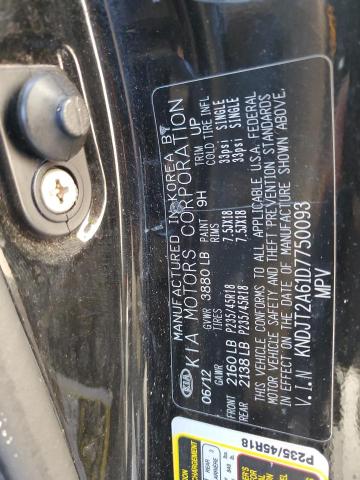 MANUFACTURED IN KOREA BY
KIA KIA MOTORS CORPORATION
06/12 GVWR 3880 LB PAINT 9H TRIM UP
GAWR RIMS COLD TIRE INFL
FRONT 2160 LB P235/45R18 7.5JX18 33psi SINGLE
REAR 2138 LB P235/45R18 7.5JX18 33psi SINGLE
THIS VEHICLE CONFORMS TO ALL APPLICABLE U.S.A. FEDERAL
MOTOR VEHICLE SAFETY AND THEFT PREVENTION STANDARDS
IN EFFECT ON THE DATE OF MANUFACTURE SHOWN ABOVE.
V.I.N KNDJT2A61D7750093
MPV
P235/45R18
REAR
ARRIERE